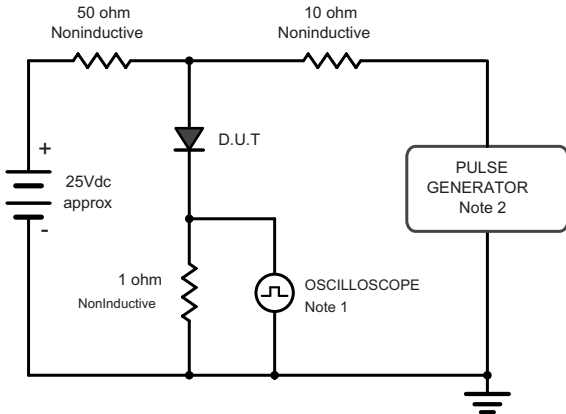 50 ohm
Noninductive
10 ohm
Noninductive
D.U.T
+
25Vdc
approx
-
PULSE
GENERATOR
Note 2
1 ohm
NonInductive
OSCILLOSCOPE
Note 1